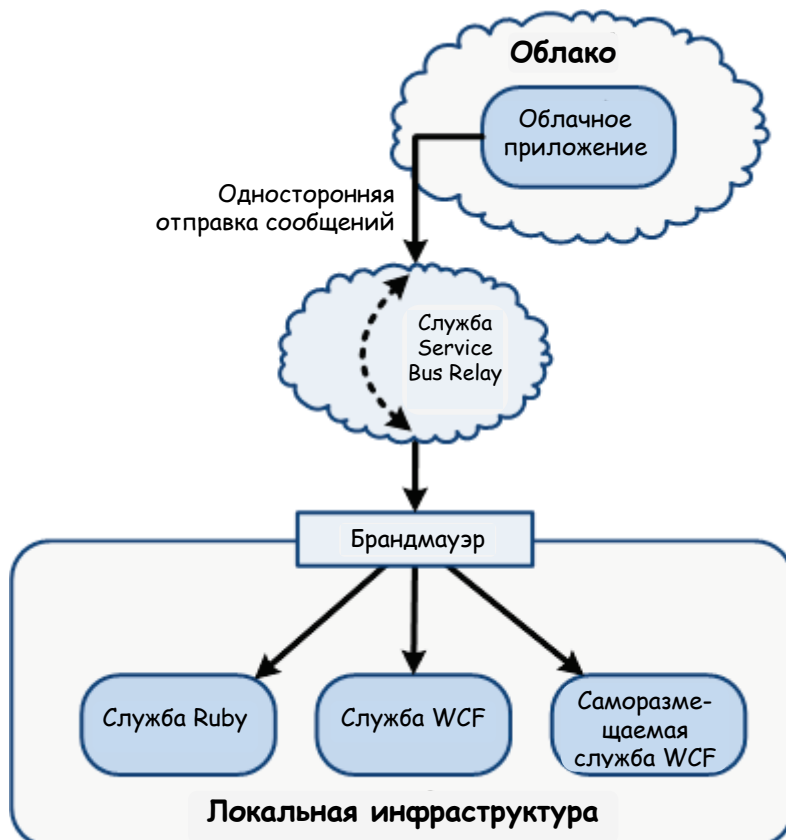 Облако
Облачное
приложение
Односторонняя
отправка сообщений
Служба
Service
Bus Relay
Брандмауэр
Служба Ruby
Служба WCF
Саморазме-
щаемая
служба WCF
Локальная инфраструктура